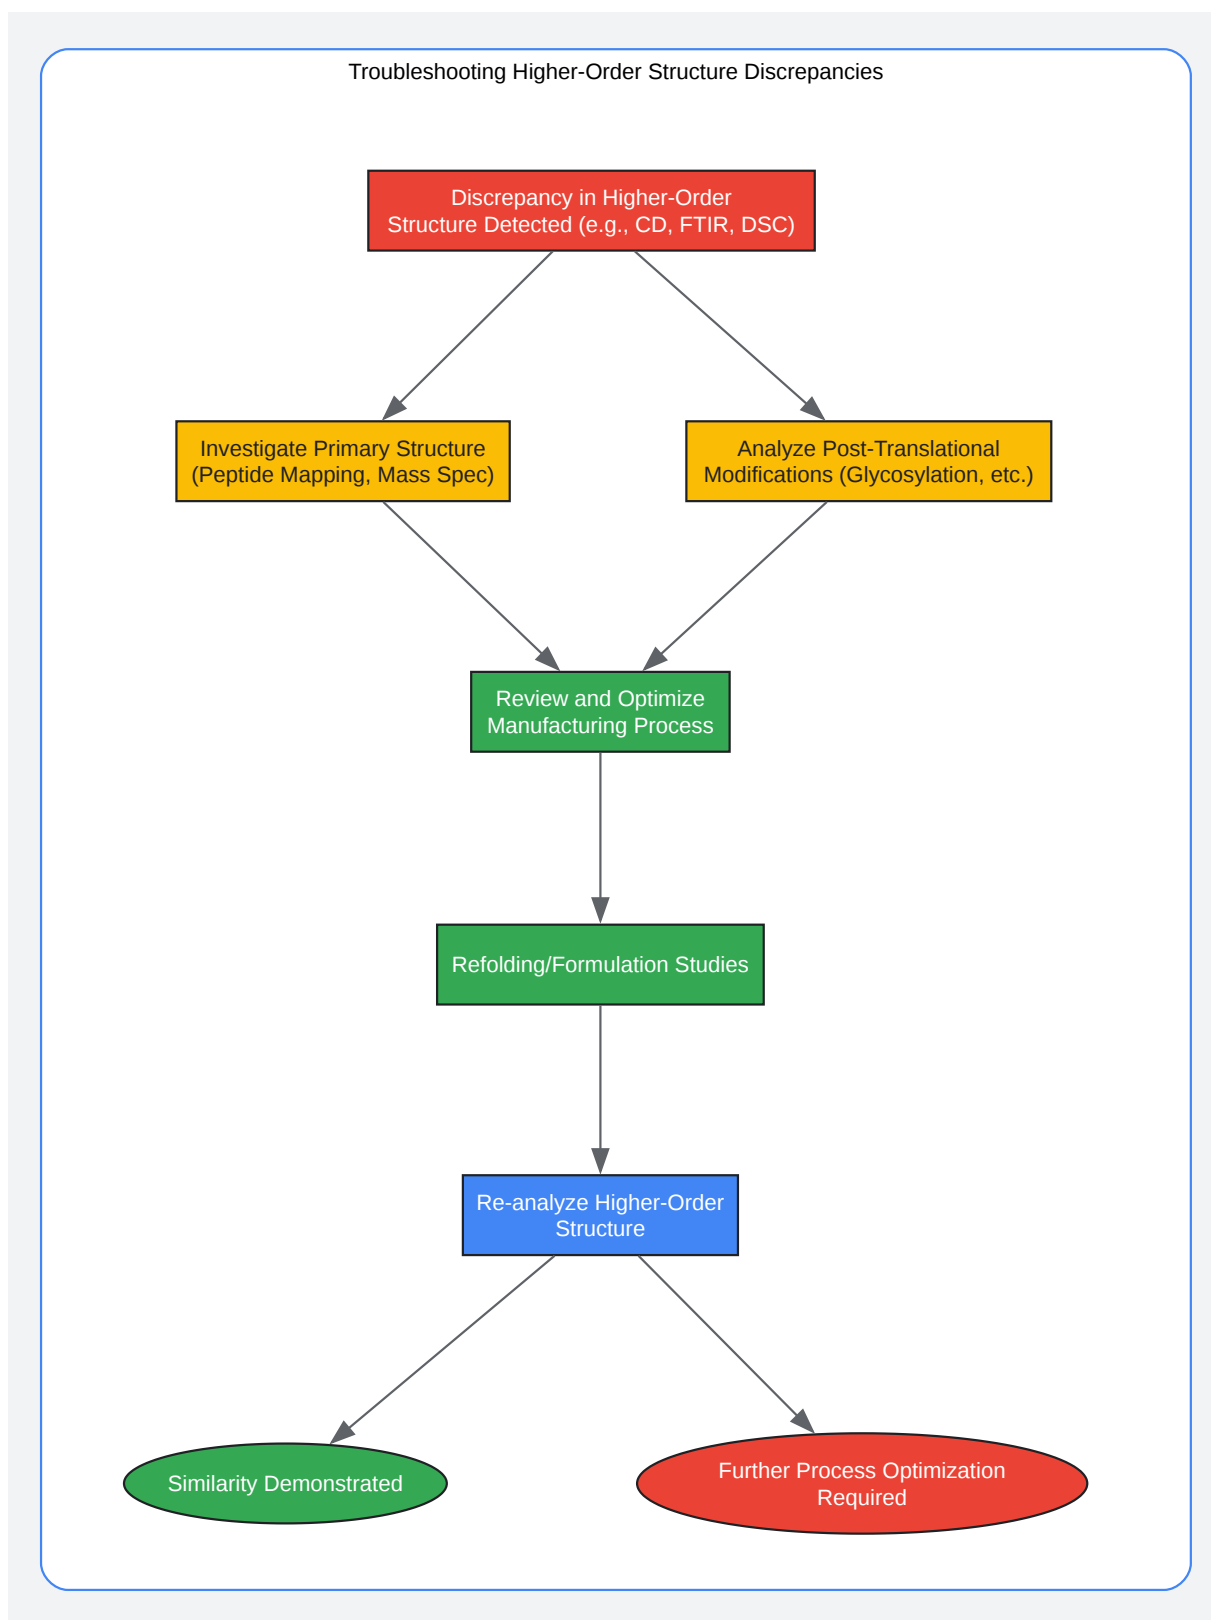 Troubleshooting Higher-Order Structure Discrepancies
Discrepancy in Higher-Order
Structure Detected (e.g., CD, FTIR, DSC)
Investigate Primary Structure
(Peptide Mapping, Mass Spec)
Analyze Post-Translational
Modifications (Glycosylation, etc.)
Review and Optimize
Manufacturing Process
Refolding/Formulation Studies
Re-analyze Higher-Order
Structure
Similarity Demonstrated
Further Process Optimization
Required